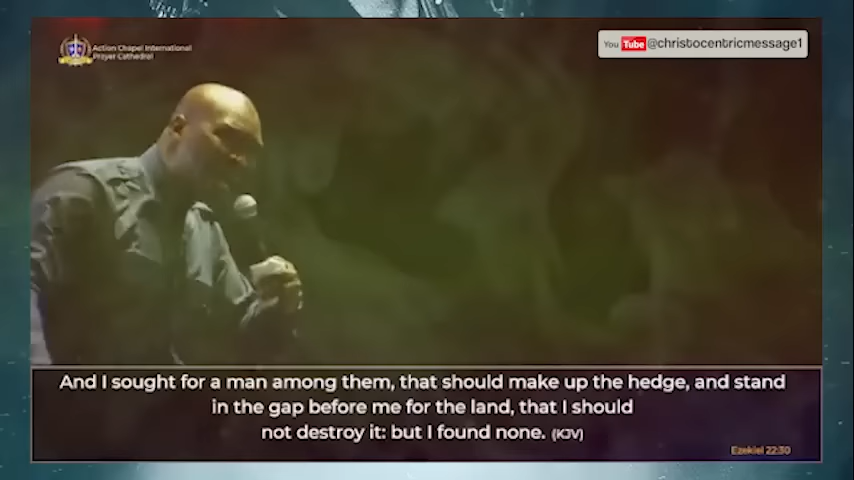 Action Chapel International
Prayer Cathedral
You Tube @christocentricmessage1
And I sought for a man among them, that should make up the hedge, and stand
in the gap before me for the land, that I should
not destroy it: but I found none. (KJV)
Ezekiel 22:30